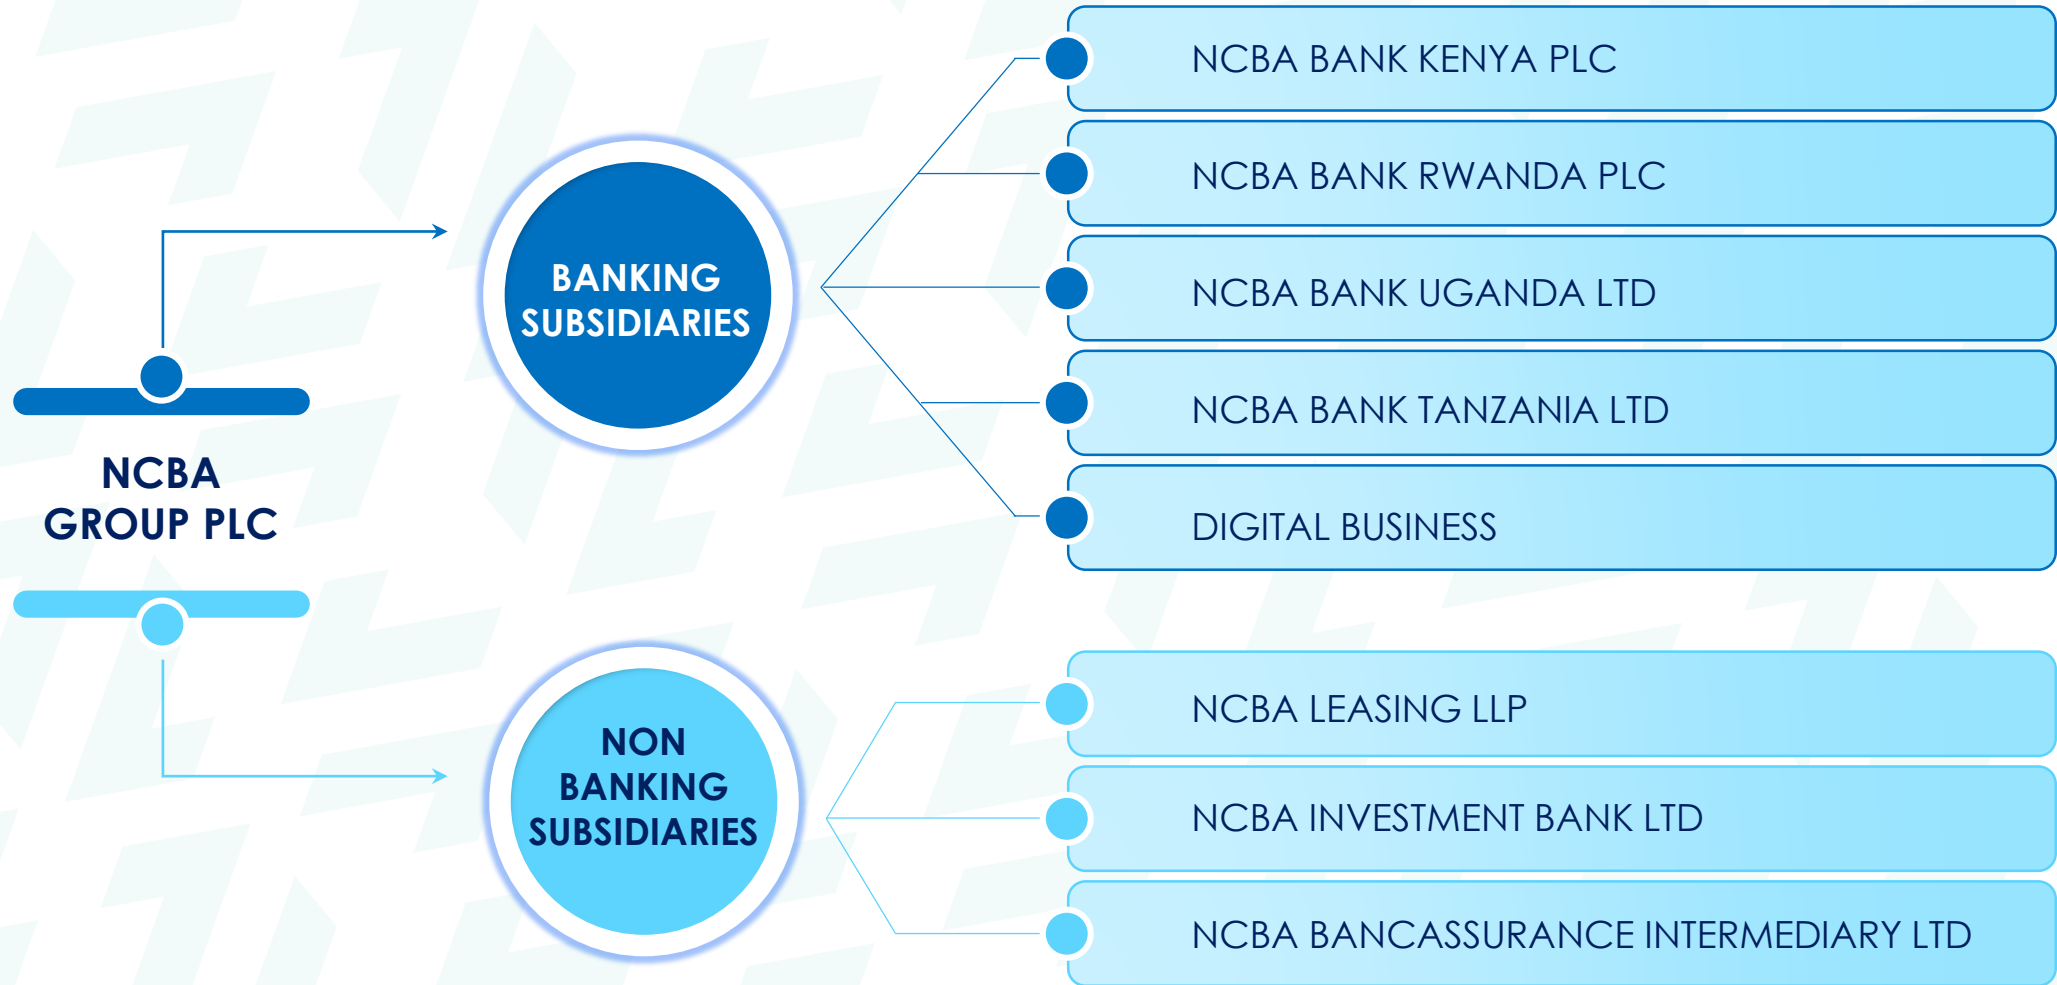 NCBA
GROUP PLC
BANKING
SUBSIDIARIES
NCBA BANK KENYA PLC
NCBA BANK RWANDA PLC
NCBA BANK UGANDA LTD
NCBA BANK TANZANIA LTD
DIGITAL BUSINESS
NON
BANKING
SUBSIDIARIES
NCBA LEASING LLP
NCBA INVESTMENT BANK LTD
NCBA BANCASSURANCE INTERMEDIARY LTD